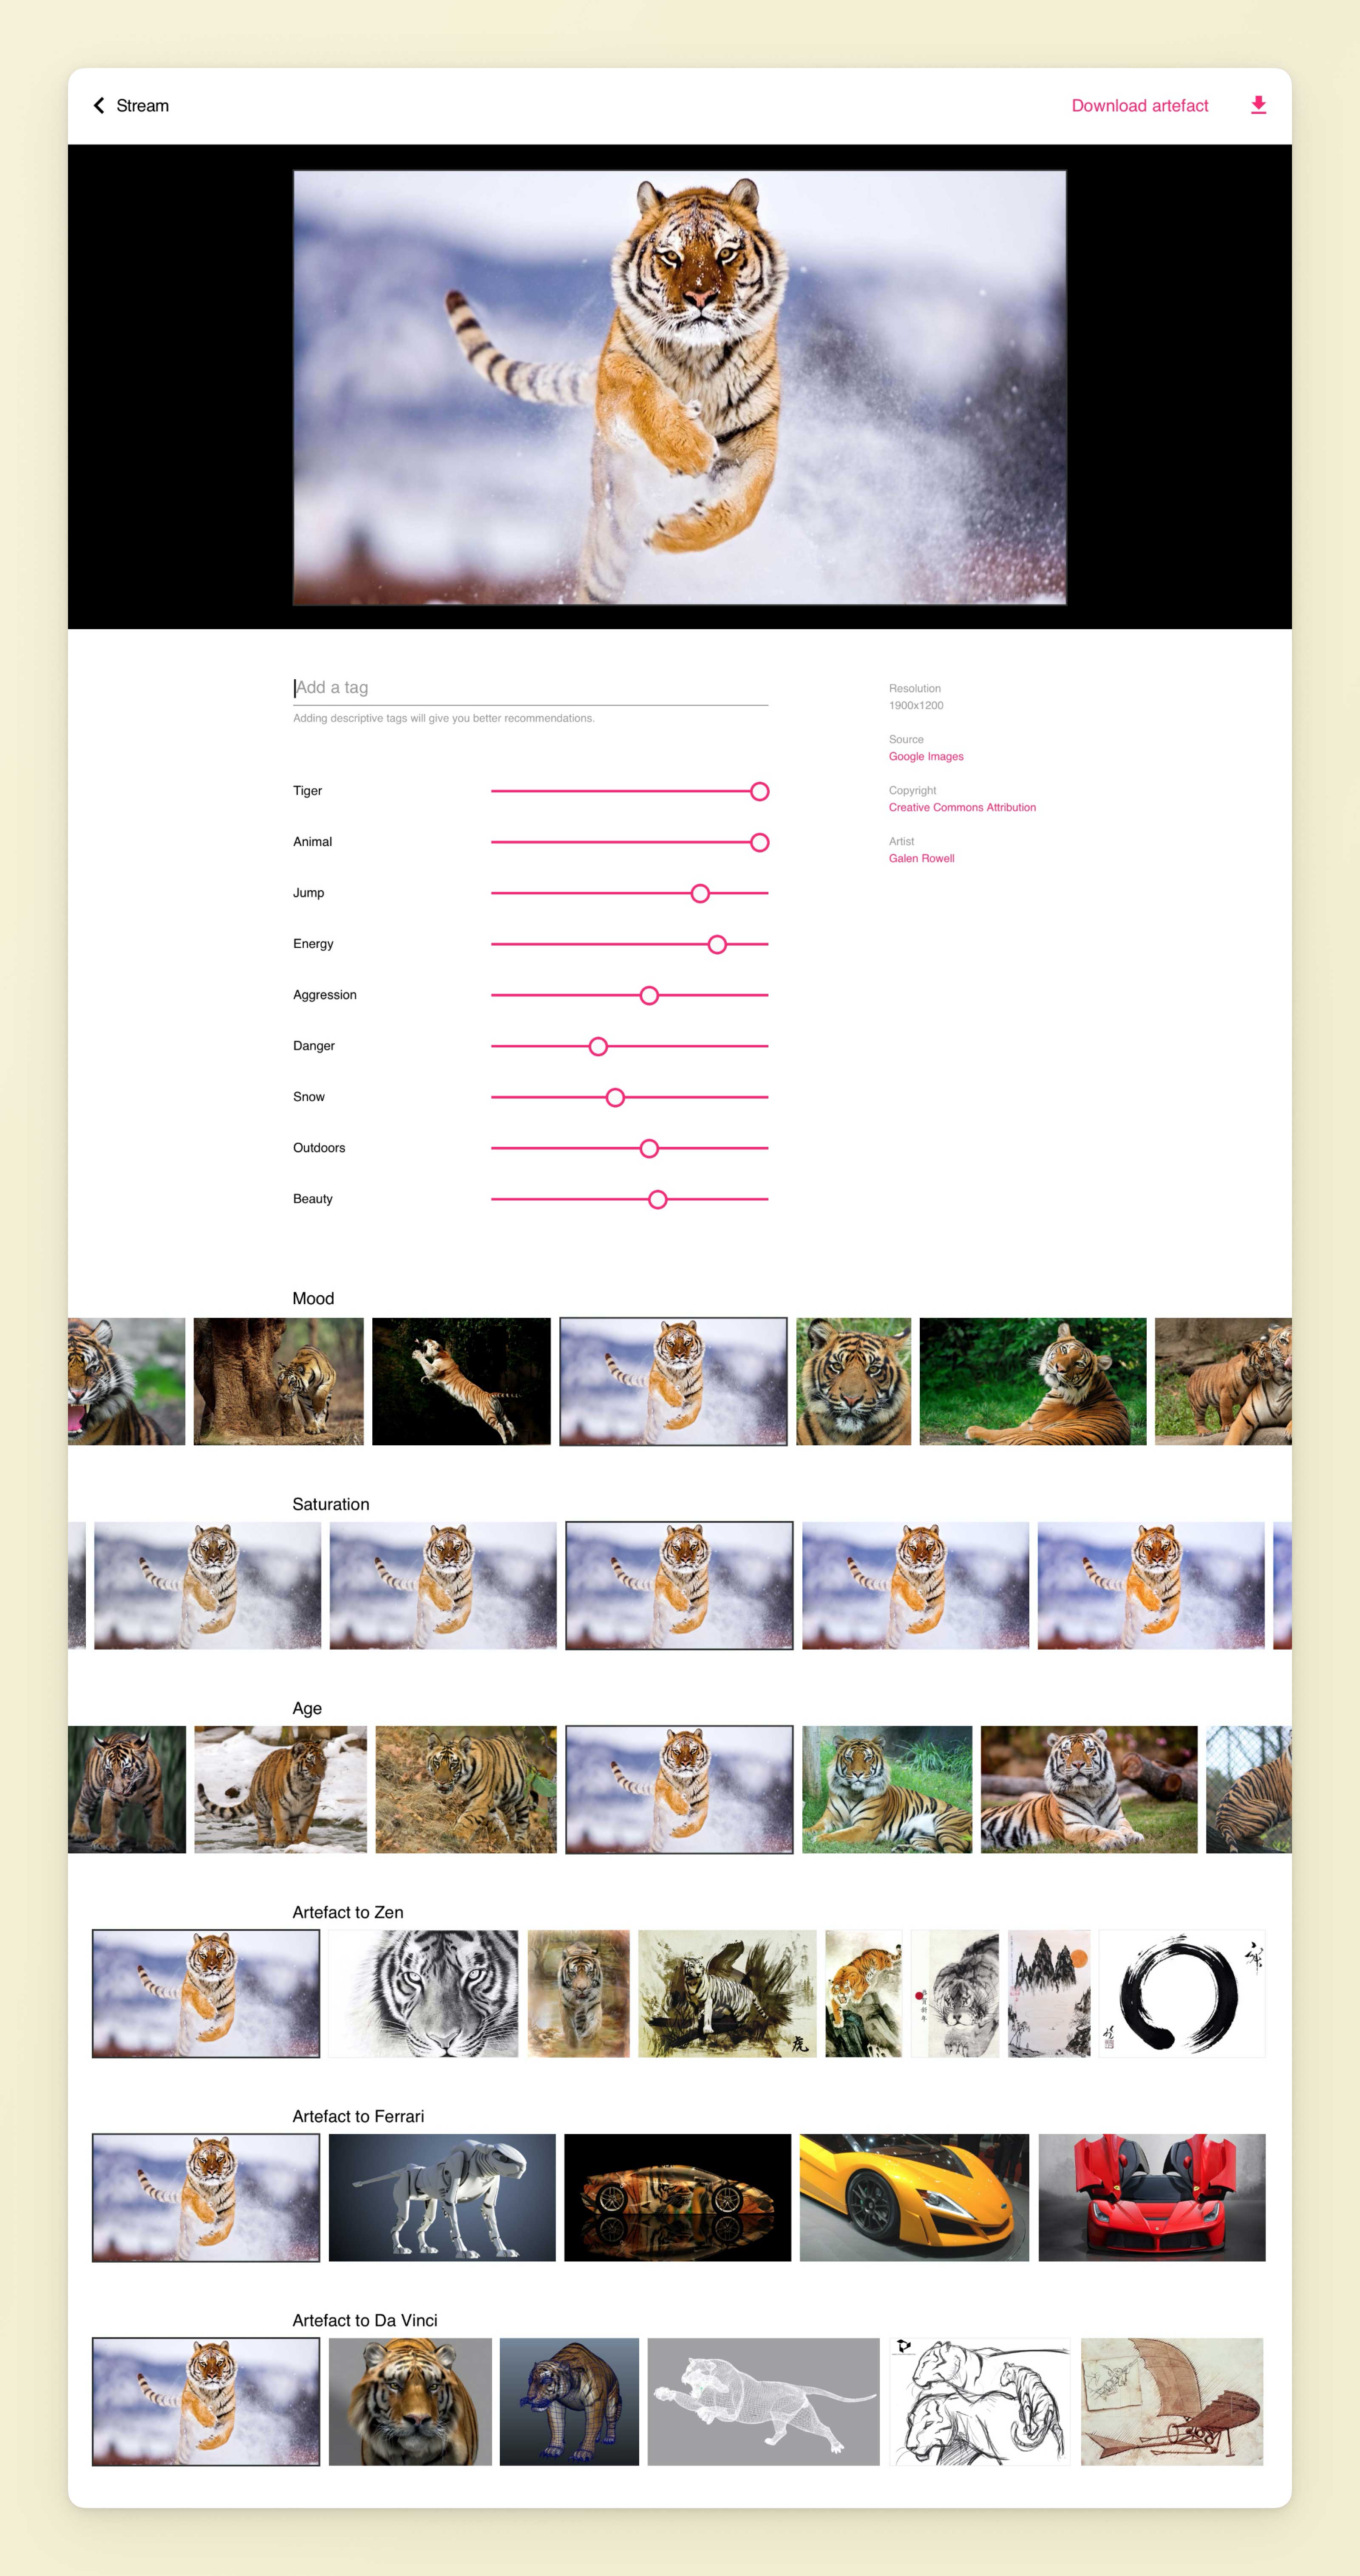 Stream
Download artefact
Add a tag
Adding descriptive tags will give you better recommendations.
Resolution
1900x1200
Source
Google Images
Copyright
Creative Commons Attribution
Artist
Galen Rowell
Tiger
Animal
Jump
Energy
Aggression
Danger
Snow
Outdoors
Beauty
Mood
Saturation
Age
Artefact to Zen
虎
Artefact to Ferrari
Artefact to Da Vinci